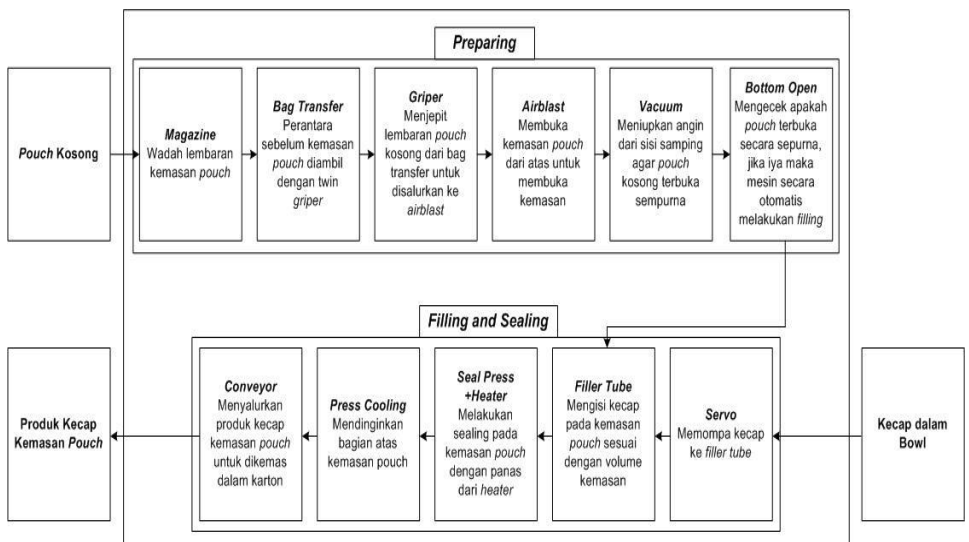 Preparing
Pouch Kosong
Magazine
Wadah lembaran
kemasan pouch
Bag Transfer
Perantara
sebelum kemasan
pouch diambil
dengan twin
griper
Griper
Menjepit
lembaran pouch
kosong dari bag
transfer untuk
disalurkan ke
airblast
Airblast
Membuka
kemasan pouch
dari atas untuk
membuka
kemasan
Vacuum
Meniupkan angin
dari sisi samping
agar pouch
kosong terbuka
sempurna
Bottom Open
Mengecek apakah
pouch terbuka
secara sepurna,
jika iya maka
mesin secara
otomatis
melakukan filling
Filling and Sealing
Produk Kecap
Kemasan Pouch
Conveyor
Menyalurkan
produk kecap
kemasan pouch
untuk dikemas
dalam karton
Press Cooling
Mendinginkan
bagian atas
kemasan pouch
Seal Press
+Heater
Melakukan
sealing pada
kemasan pouch
dengan panas
dari heater
Filler Tube
Mengisi kecap
pada kemasan
pouch sesuai
dengan volume
kemasan
Servo
Memompa kecap
ke filler tube
Kecap dalam
Bowl